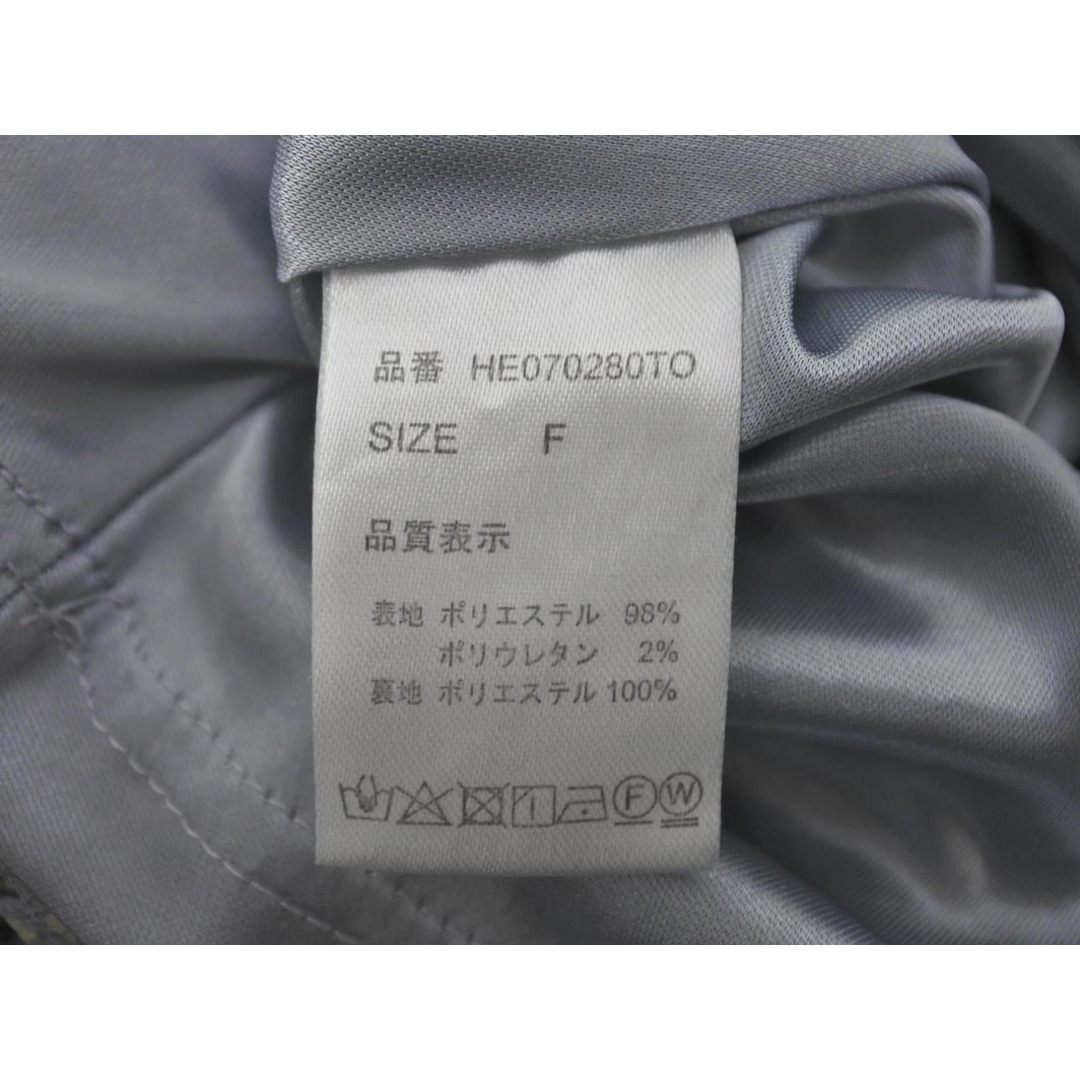 品番 HE070280TO
SIZE F
品質表示
表地 ポリエステル 98%
ポリウレタン 2%
裏地 ポリエステル 100%
F W